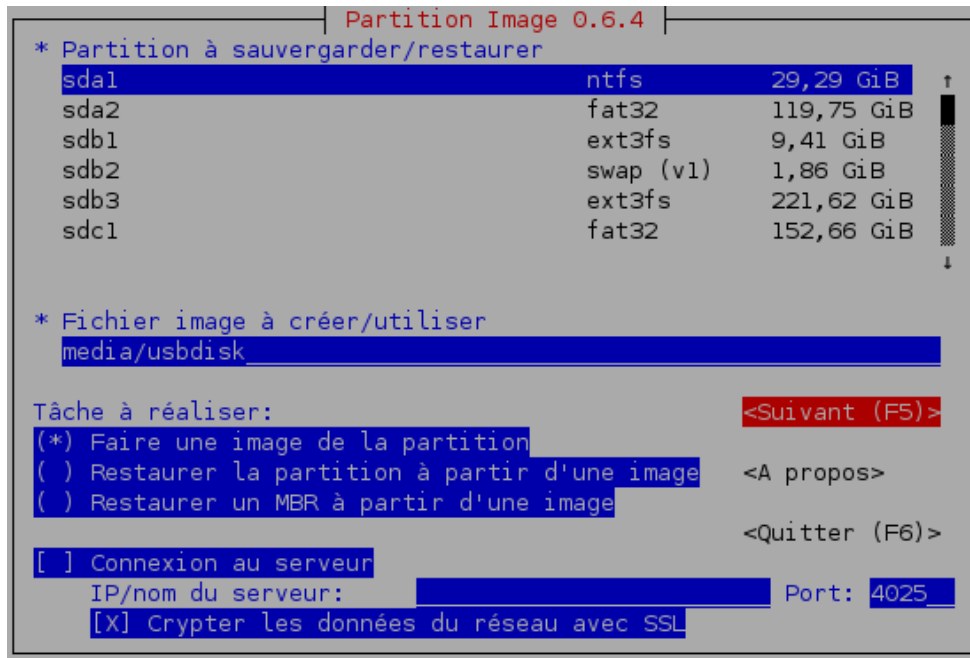 Partition Image 0.6.4
* Partition à sauvergarder/restaurer
sda1 ntfs 29,29 GiB ↑
sda2 fat32 119,75 GiB
sdb1 ext3fs 9,41 GiB
sdb2 swap (v1) 1,86 GiB
sdb3 ext3fs 221,62 GiB
sdc1 fat32 152,66 GiB
↓
* Fichier image à créer/utiliser
media/usbdisk
Tâche à réaliser: <Suivant (F5)>
(*) Faire une image de la partition
( ) Restaurer la partition à partir d'une image <A propos>
( ) Restaurer un MBR à partir d'une image
<Quitter (F6)>
[ ] Connexion au serveur
IP/nom du serveur: Port: 4025__
[X] Crypter les données du réseau avec SSL